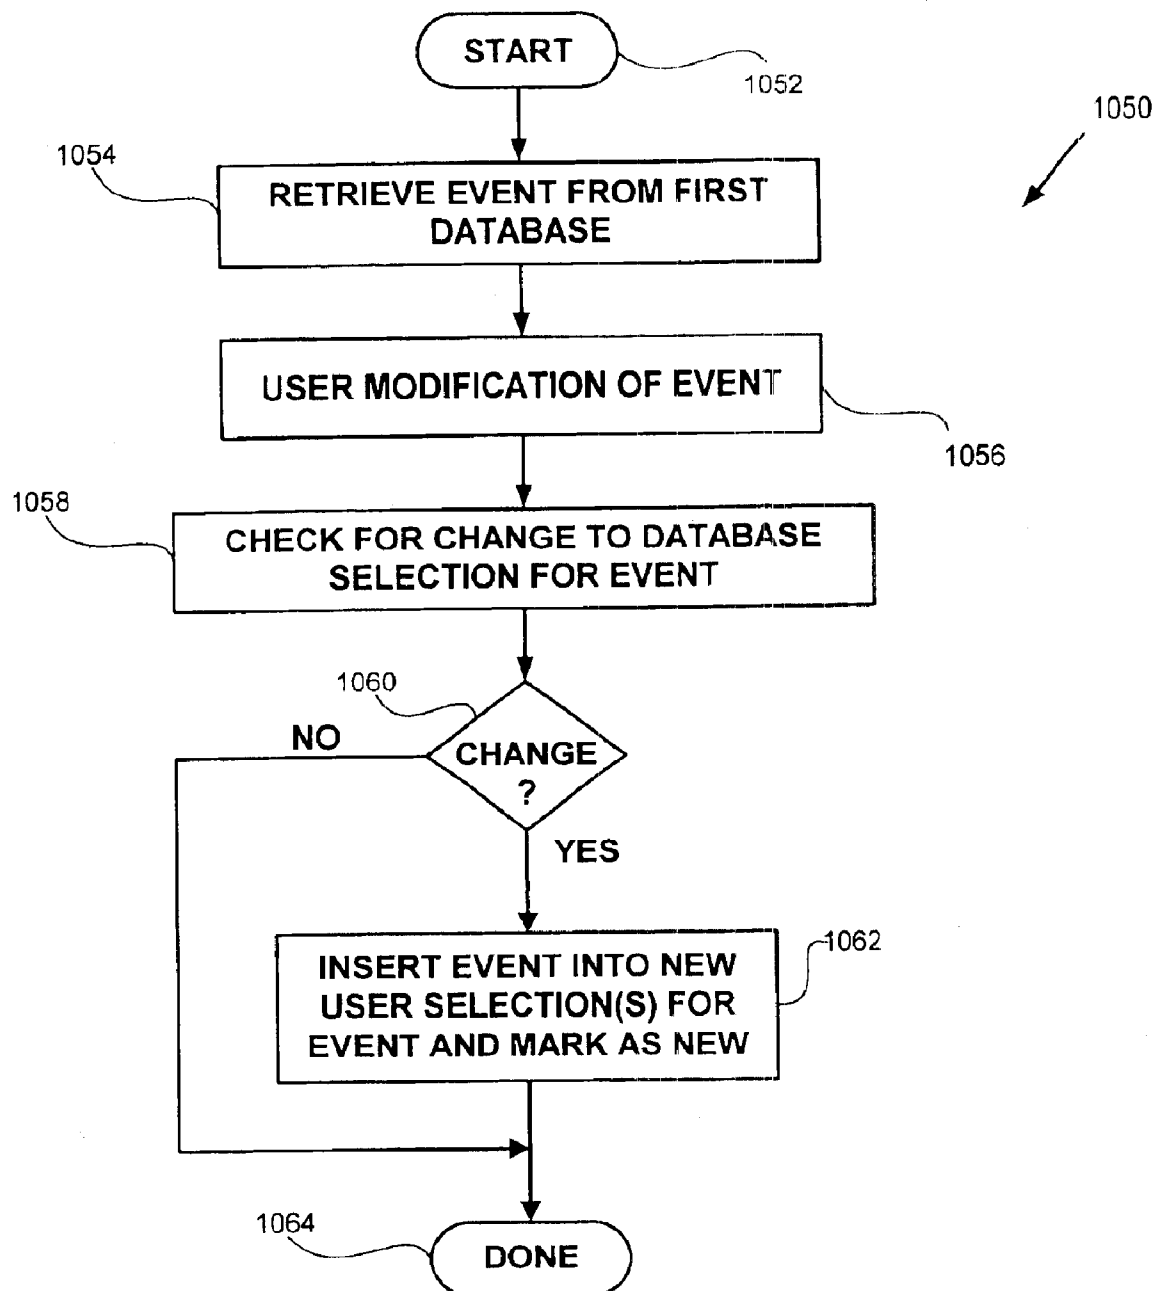 START
1052
1050
1054
RETRIEVE EVENT FROM FIRST
DATABASE
USER MODIFICATION OF EVENT
1056
1058
CHECK FOR CHANGE TO DATABASE
SELECTION FOR EVENT
1060
NO
CHANGE
?
YES
INSERT EVENT INTO NEW
USER SELECTION(S) FOR
EVENT AND MARK AS NEW
1062
1064
DONE